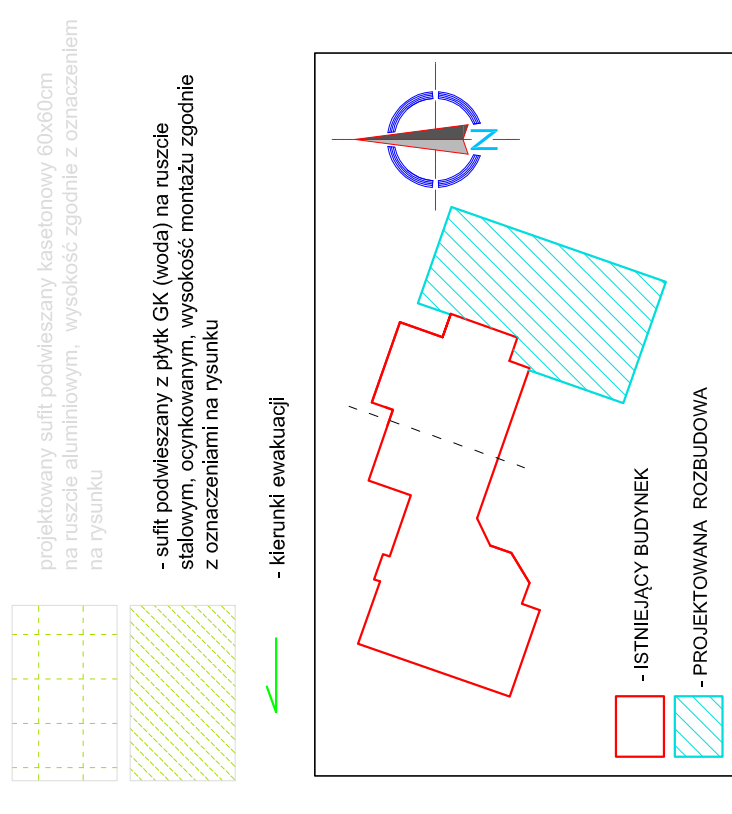 projektowany sufit podwieszany kasetonowy 60x60cm
na ruszcie aluminiowym, wysokość zgodnie z oznaczeniem
na rysunku
- sufit podwieszany z płytk GK (woda) na ruszcie
stalowym, ocynkowanym, wysokość montażu zgodnie
z oznaczeniami na rysunku
- kierunki ewakuacji
N
- ISTNIEJĄCY BUDYNEK
- PROJEKTOWANA ROZBUDOWA